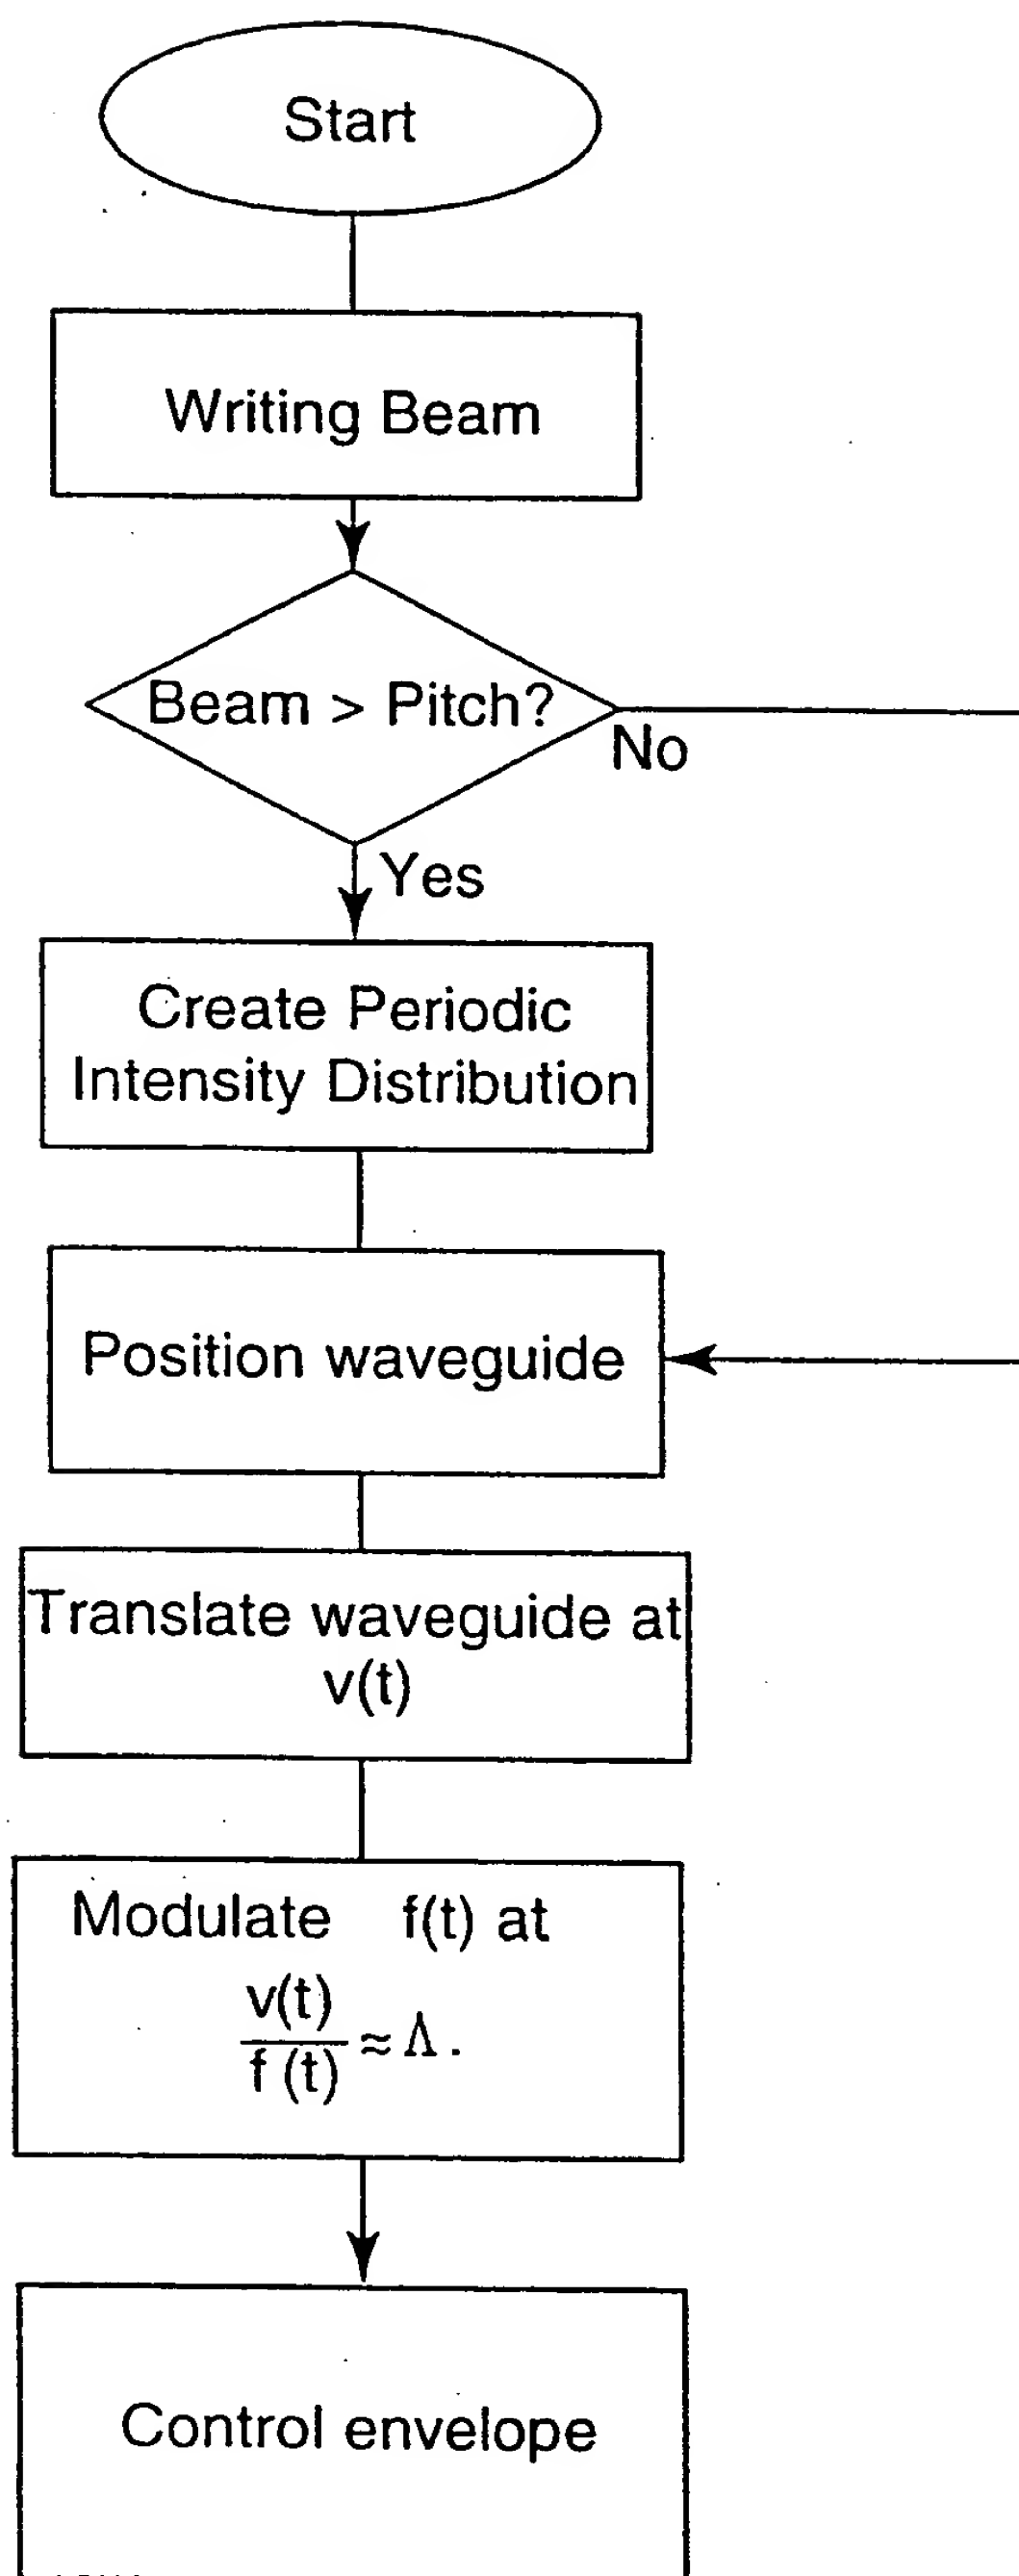 Start
Writing Beam
Beam > Pitch?
No
Yes
Create Periodic
Intensity Distribution
Position waveguide
Translate waveguide at
v(t)
Modulate f(t) at
v(t)
f (t)
≈ Λ.
Control envelope